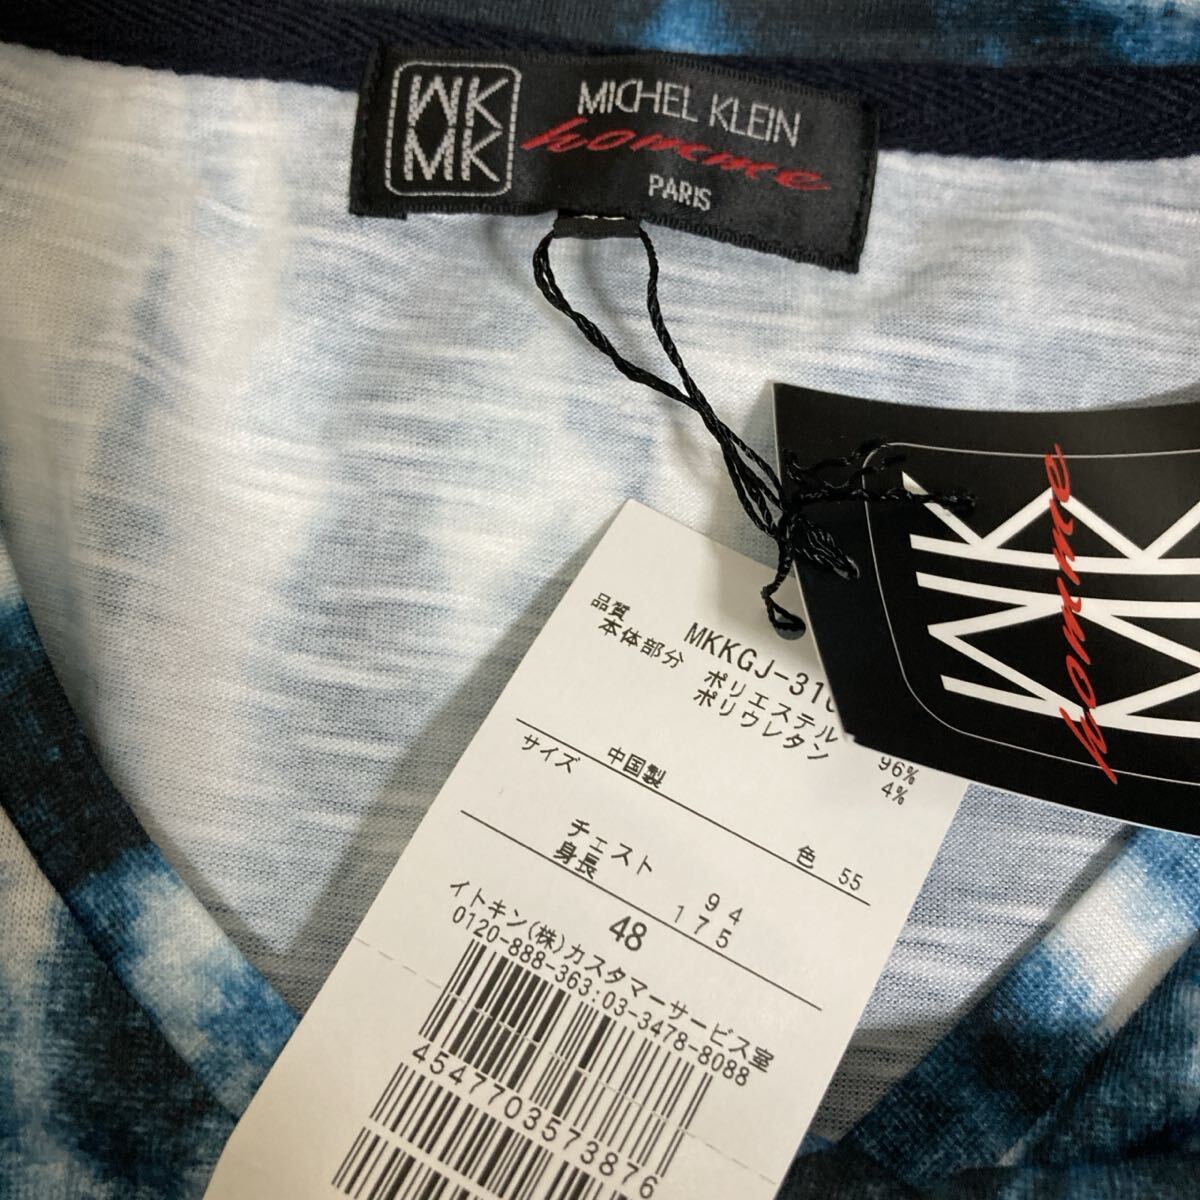 MK
MK
MICHEL KLEIN
homme
PARIS
MK
MK
homme
品質 MKKGJ-310
本体部分 ポリエステル 96%
ポリウレタン 4%
中国製
サイズ 色 55
チェスト 94
身長 175
48
イトキン(株)カスタマーサービス室
0120-888-363:03-3478-8088
4547703573876